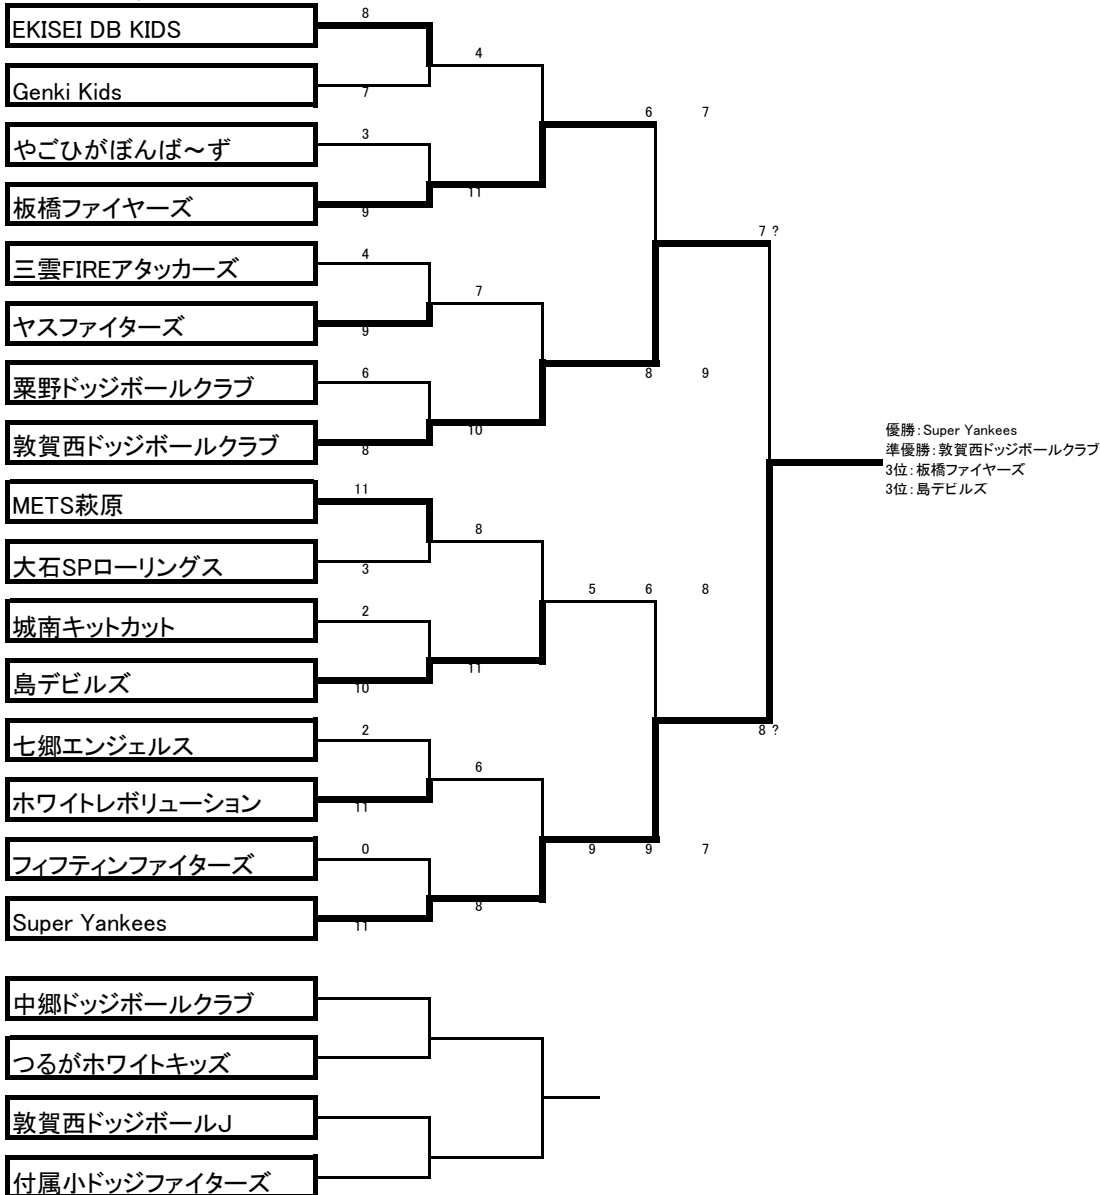 8
EKISEI DB KIDS
4
Genki Kids
7
6 7
3
やごひがぼんば～ず
11
板橋ファイヤーズ
9
7 ?
4
三雲FIREアタッカーズ
7
ヤスファイターズ
9
6
8 9
粟野ドッジボールクラブ
10
敦賀西ドッジボールクラブ
8
優勝：Super Yankees
準優勝：敦賀西ドッジボールクラブ
3位：板橋ファイヤーズ
3位：島デビルズ
11
METS萩原
8
大石SPローリングス
3
5 6 8
2
城南キットカット
11
島デビルズ
10
2
8 ?
七郷エンジェルス
6
ホワイトレボリューション
11
0
9 9 7
フィフティンファイターズ
8
Super Yankees
11
中郷ドッジボールクラブ
つるがホワイトキッズ
敦賀西ドッジボールJ
付属小ドッジファイターズ